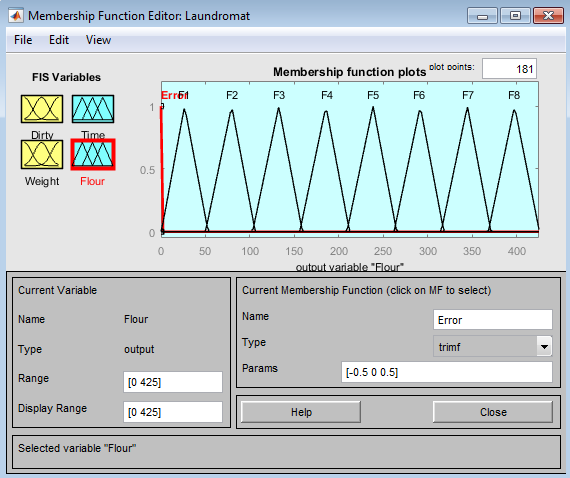 Membership Function Editor: Laundromat
File Edit View
FIS Variables
Dirty Time
Weight Flour
Membership function plots
plot points: 181
Error F1 F2 F3 F4 F5 F6 F7 F8
1
0.5
0
0 50 100 150 200 250 300 350 400
output variable "Flour"
Current Variable
Name Flour
Type output
Range [0 425]
Display Range [0 425]
Current Membership Function (click on MF to select)
Name Error
Type trimf
Params [-0.5 0 0.5]
Help Close
Selected variable "Flour"